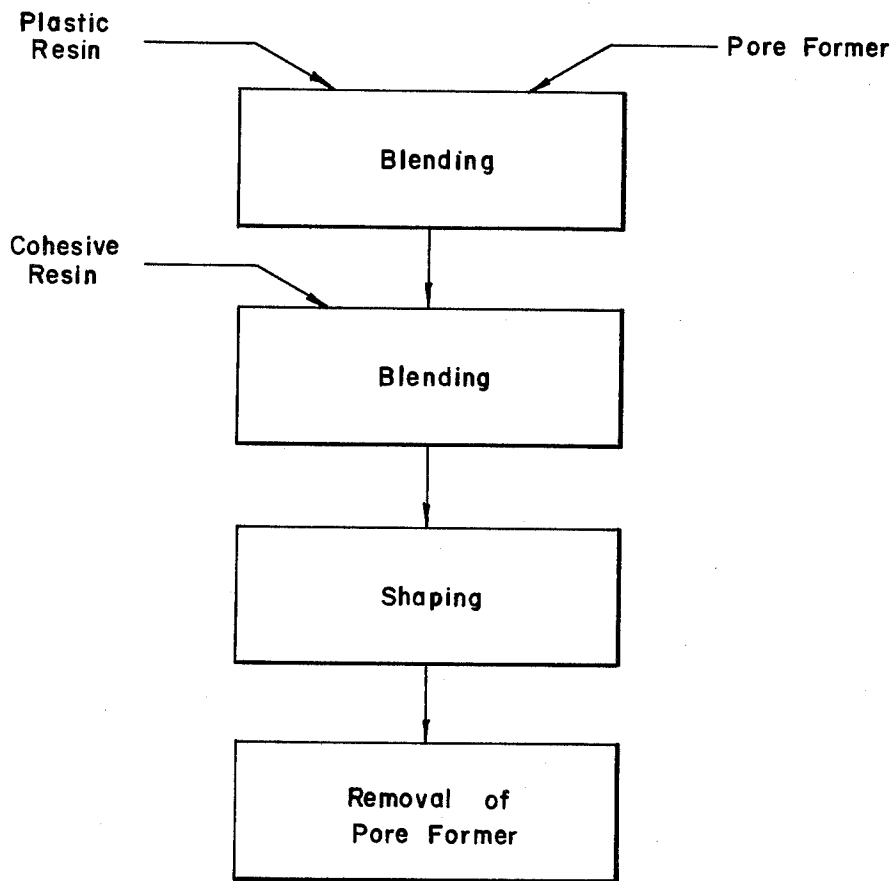 Plastic
Resin
Pore Former
Blending
Cohesive
Resin
Blending
Shaping
Removal of
Pore Former